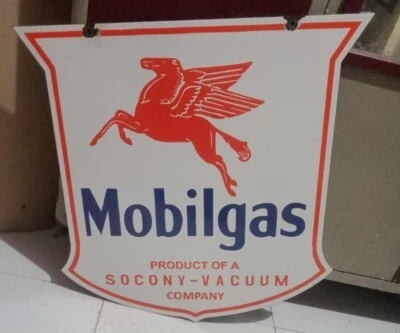 Mobilgas
PRODUCT OF A
SOCONY-VACUUM
COMPANY